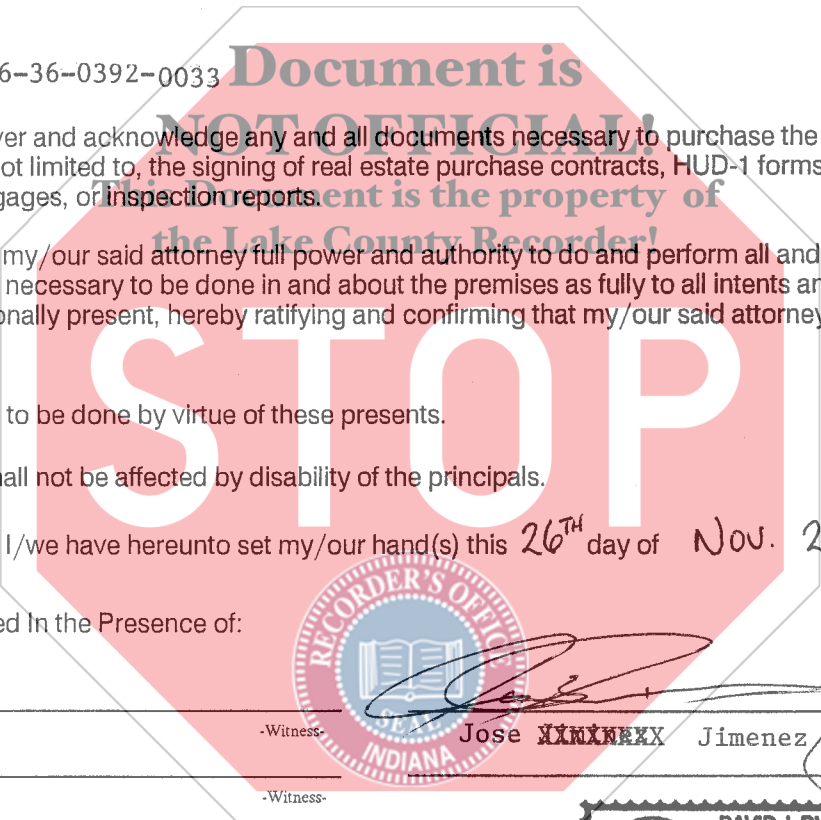 6-36-0392-0033
Document is
NOT OFFICIAL!
ver and acknowledge any and all documents necessary to purchase the
ot limited to, the signing of real estate purchase contracts, HUD-1 forms
This Document is the property of
gages, or inspection reports.
the Lake County Recorder!
my/our said attorney full power and authority to do and perform all and
necessary to be done in and about the premises as fully to all intents an
onally present, hereby ratifying and confirming that my/our said attorney
STOP
to be done by virtue of these presents.
hall not be affected by disability of the principals.
I/we have hereunto set my/our hand(s) this 26TH day of Nov. 2
ed In the Presence of:
RECORDER'S OFFICE
SEAL
INDIANA
-Witness-
Jose Jimenez
-Witness-